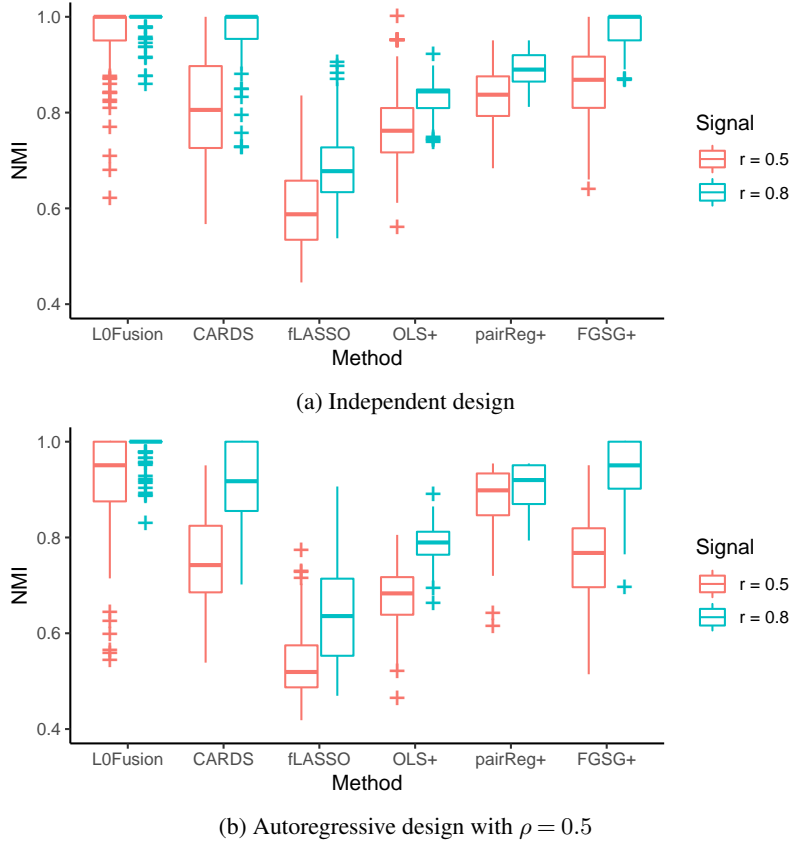 1.0
0.8
0.6
0.4
NMI
L0Fusion CARDS fLASSO OLS+ pairReg+ FGSG+
Method
Signal
r = 0.5
r = 0.8
(a) Independent design
1.0
0.8
0.6
0.4
NMI
L0Fusion CARDS fLASSO OLS+ pairReg+ FGSG+
Method
Signal
r = 0.5
r = 0.8
(b) Autoregressive design with ρ = 0.5